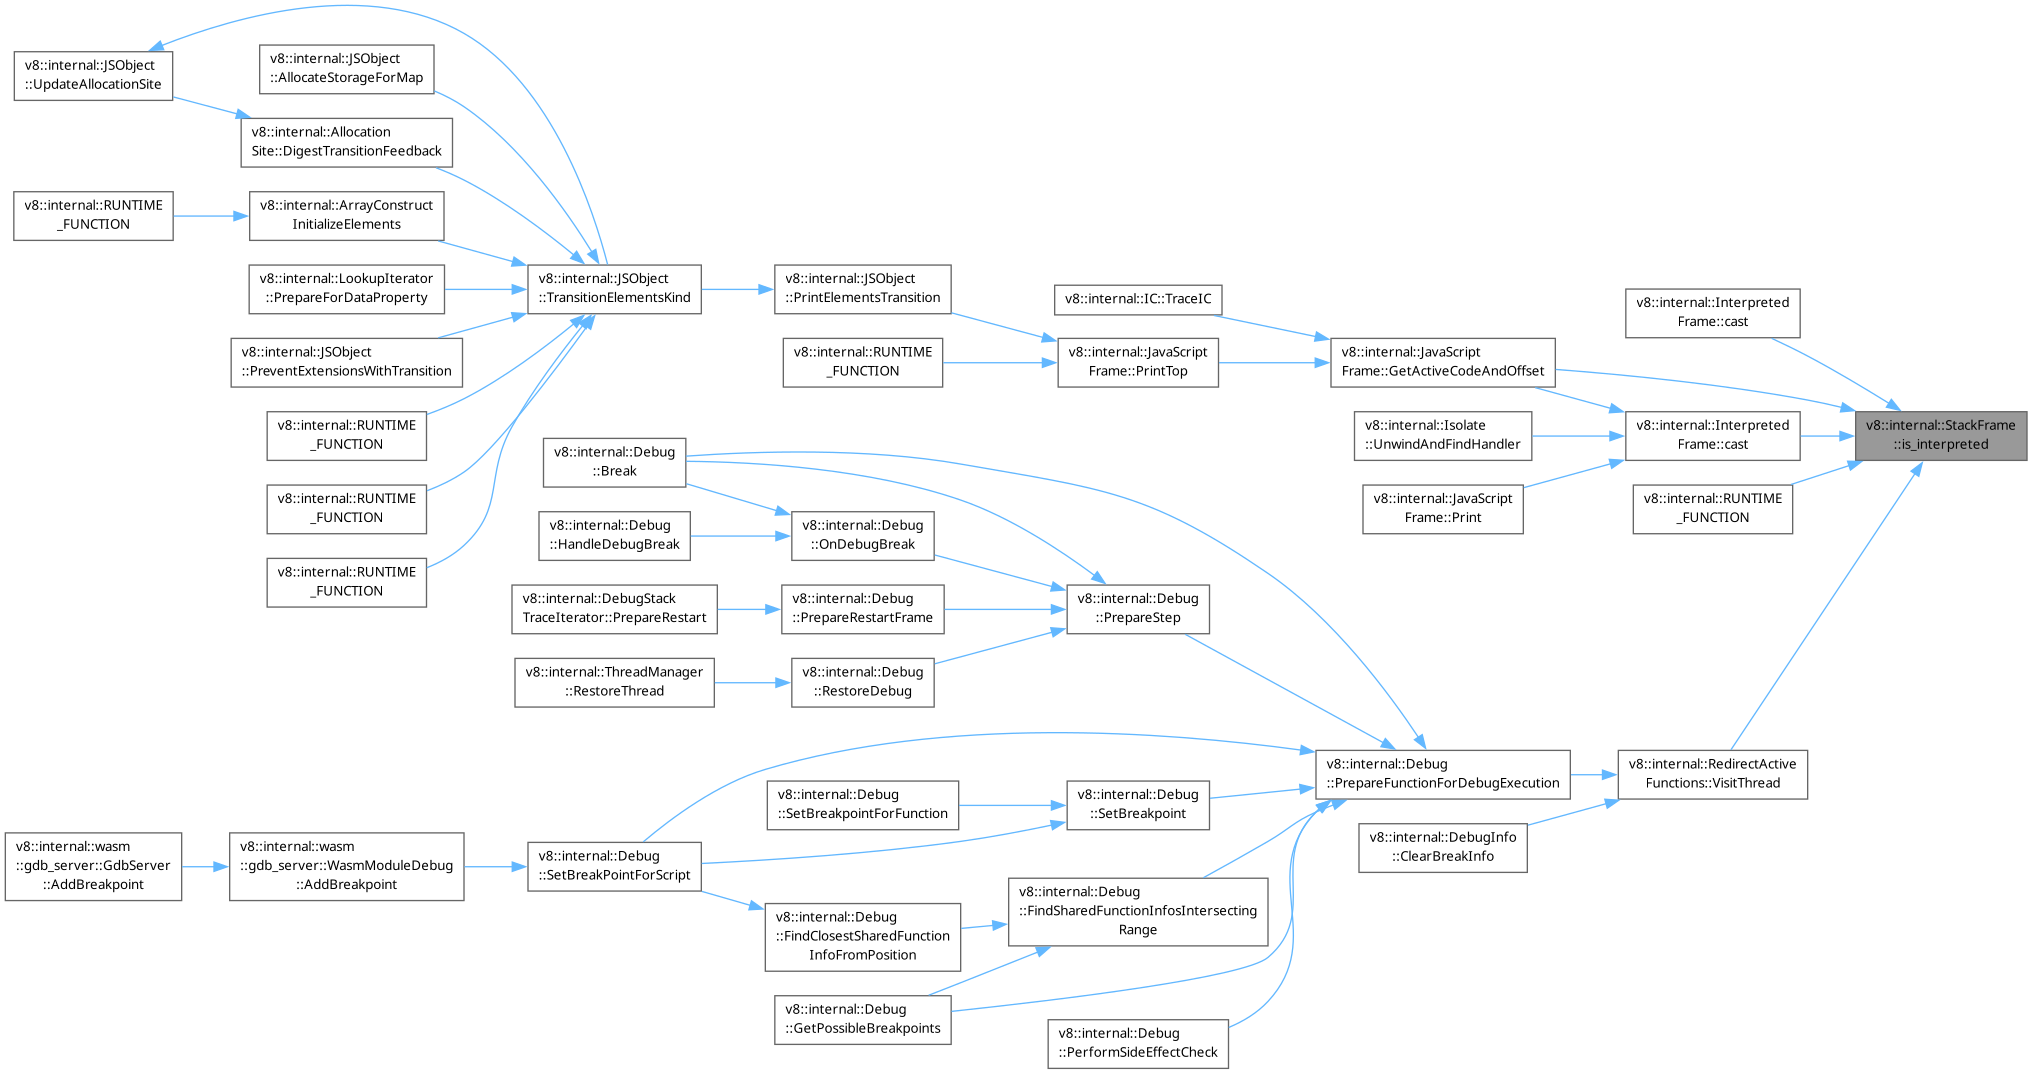 v8::internal::JSObject
::UpdateAllocationSite
v8::internal::JSObject
::AllocateStorageForMap
v8::internal::Allocation
Site::DigestTransitionFeedback
v8::internal::RUNTIME
_FUNCTION
v8::internal::ArrayConstruct
InitializeElements
v8::internal::LookupIterator
::PrepareForDataProperty
v8::internal::JSObject
::PreventExtensionsWithTransition
v8::internal::RUNTIME
_FUNCTION
v8::internal::RUNTIME
_FUNCTION
v8::internal::RUNTIME
_FUNCTION
v8::internal::JSObject
::TransitionElementsKind
v8::internal::JSObject
::PrintElementsTransition
v8::internal::RUNTIME
_FUNCTION
v8::internal::IC::TraceIC
v8::internal::JavaScript
Frame::PrintTop
v8::internal::JavaScript
Frame::GetActiveCodeAndOffset
v8::internal::Isolate
::UnwindAndFindHandler
v8::internal::JavaScript
Frame::Print
v8::internal::Interpreted
Frame::cast
v8::internal::Interpreted
Frame::cast
v8::internal::RUNTIME
_FUNCTION
v8::internal::StackFrame
::is_interpreted
v8::internal::Debug
::Break
v8::internal::Debug
::HandleDebugBreak
v8::internal::Debug
::OnDebugBreak
v8::internal::DebugStack
TraceIterator::PrepareRestart
v8::internal::Debug
::PrepareRestartFrame
v8::internal::Debug
::PrepareStep
v8::internal::ThreadManager
::RestoreThread
v8::internal::Debug
::RestoreDebug
v8::internal::Debug
::PrepareFunctionForDebugExecution
v8::internal::RedirectActive
Functions::VisitThread
v8::internal::DebugInfo
::ClearBreakInfo
v8::internal::Debug
::SetBreakpointForFunction
v8::internal::Debug
::SetBreakpoint
v8::internal::wasm
::gdb_server::GdbServer
::AddBreakpoint
v8::internal::wasm
::gdb_server::WasmModuleDebug
::AddBreakpoint
v8::internal::Debug
::SetBreakPointForScript
v8::internal::Debug
::FindClosestSharedFunction
InfoFromPosition
v8::internal::Debug
::FindSharedFunctionInfosIntersecting
Range
v8::internal::Debug
::GetPossibleBreakpoints
v8::internal::Debug
::PerformSideEffectCheck